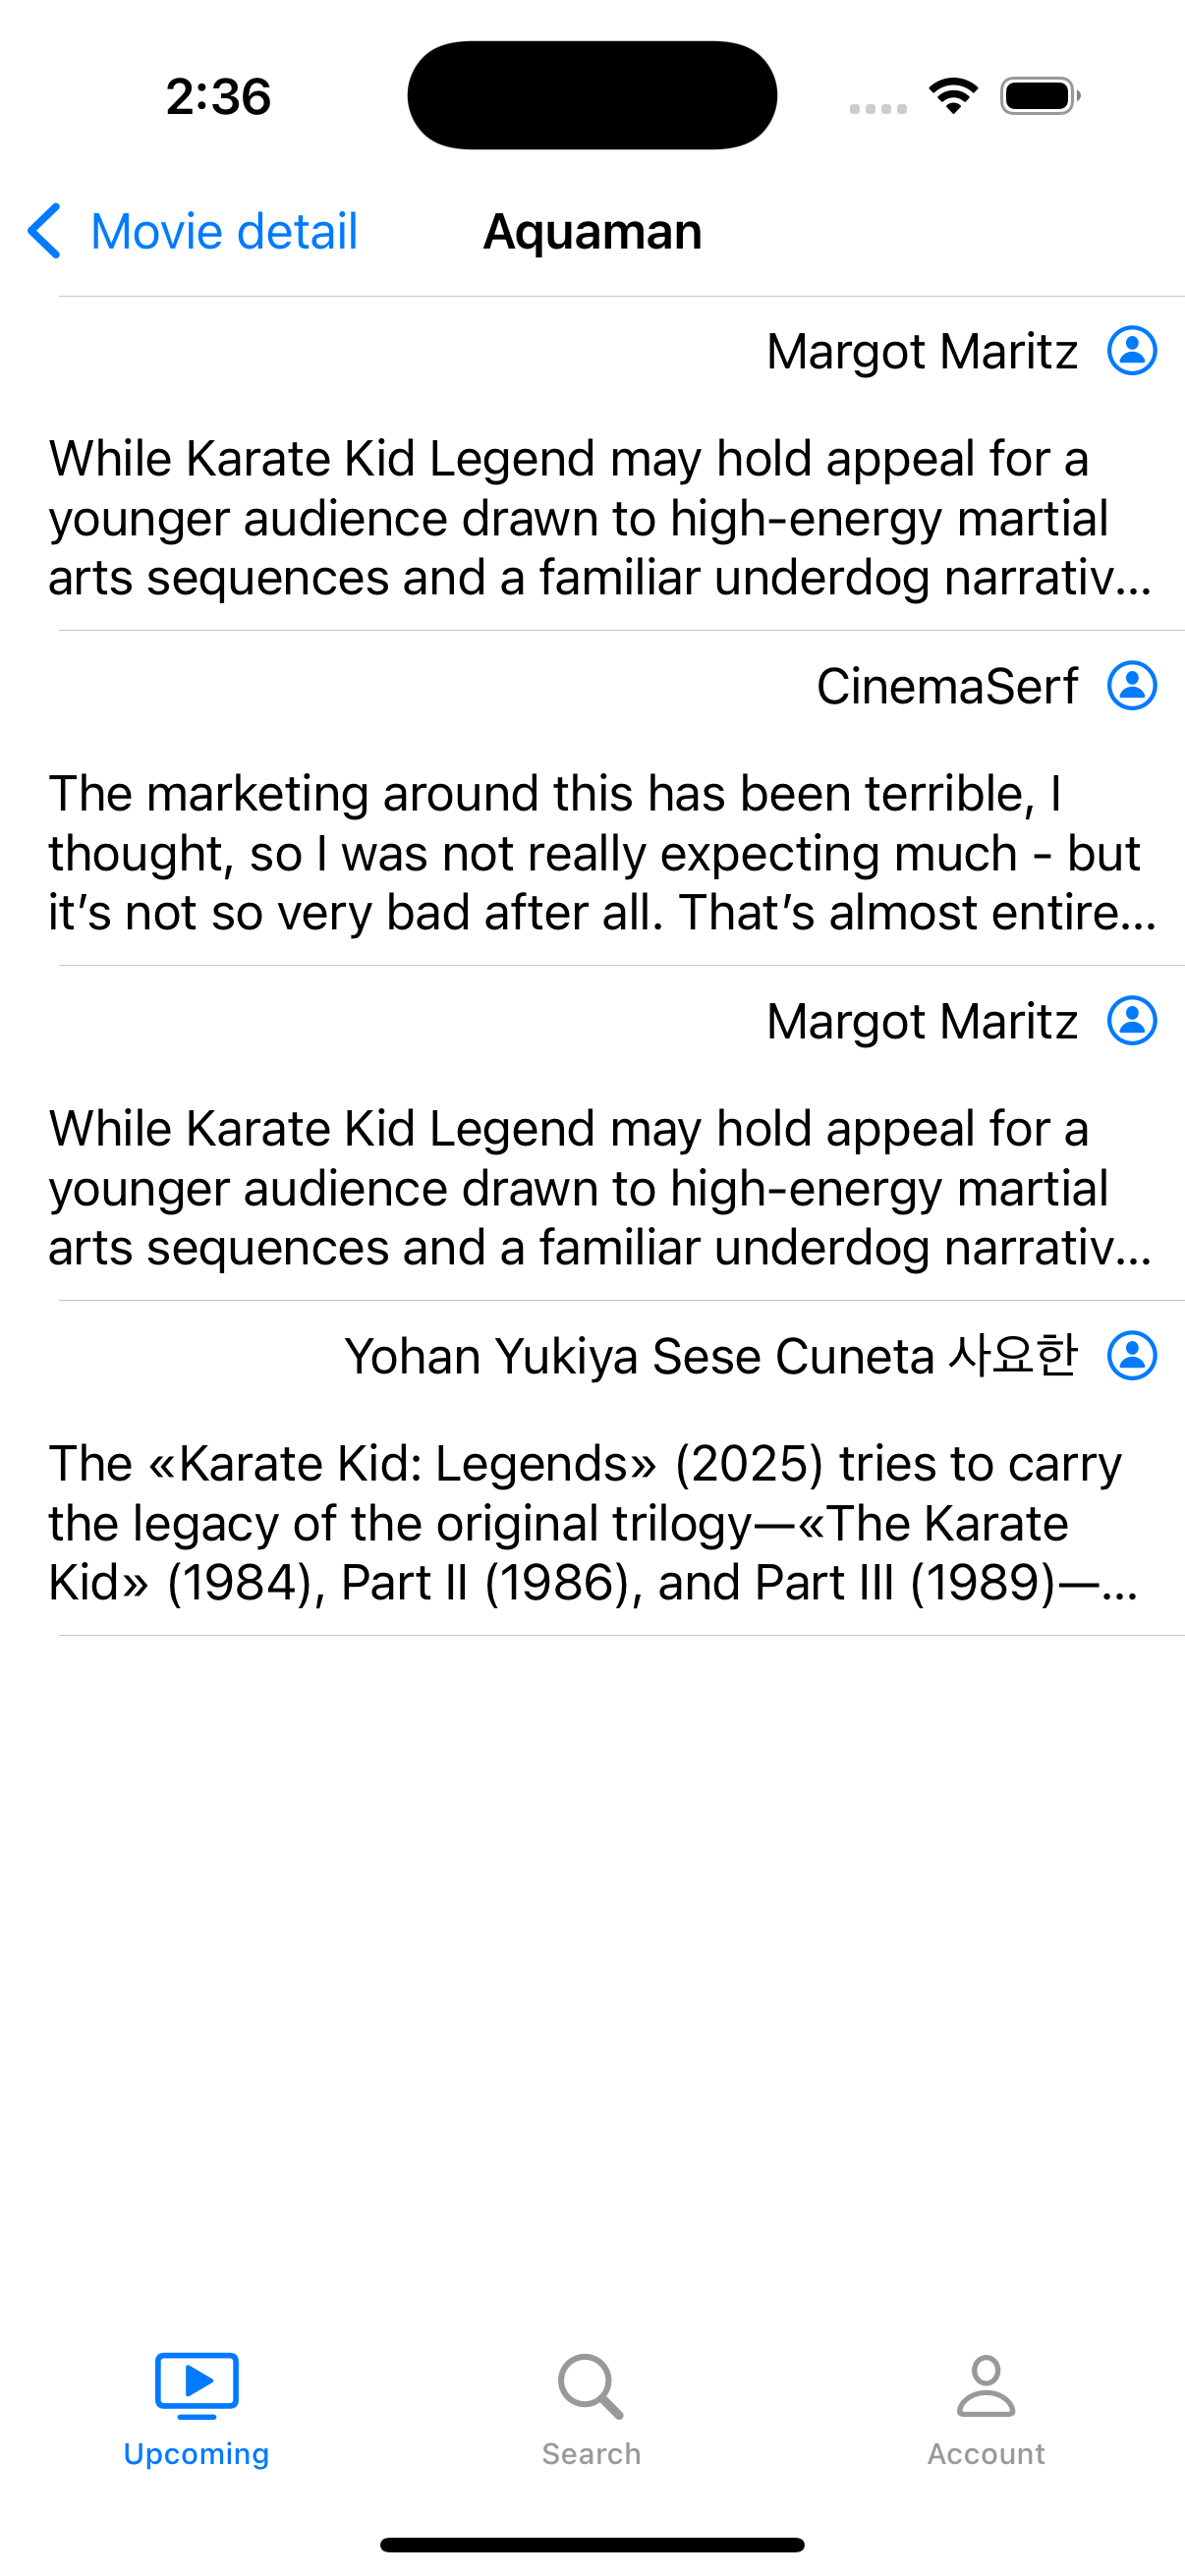 2:36
Movie detail
Aquaman
Margot Maritz
While Karate Kid Legend may hold appeal for a
younger audience drawn to high-energy martial
arts sequences and a familiar underdog narrativ...
CinemaSerf
The marketing around this has been terrible, I
thought, so I was not really expecting much - but
it’s not so very bad after all. That’s almost entire...
Margot Maritz
While Karate Kid Legend may hold appeal for a
younger audience drawn to high-energy martial
arts sequences and a familiar underdog narrativ...
Yohan Yukiya Sese Cuneta 사요한
The «Karate Kid: Legends» (2025) tries to carry
the legacy of the original trilogy—«The Karate
Kid» (1984), Part II (1986), and Part III (1989)—...
Upcoming
Search
Account